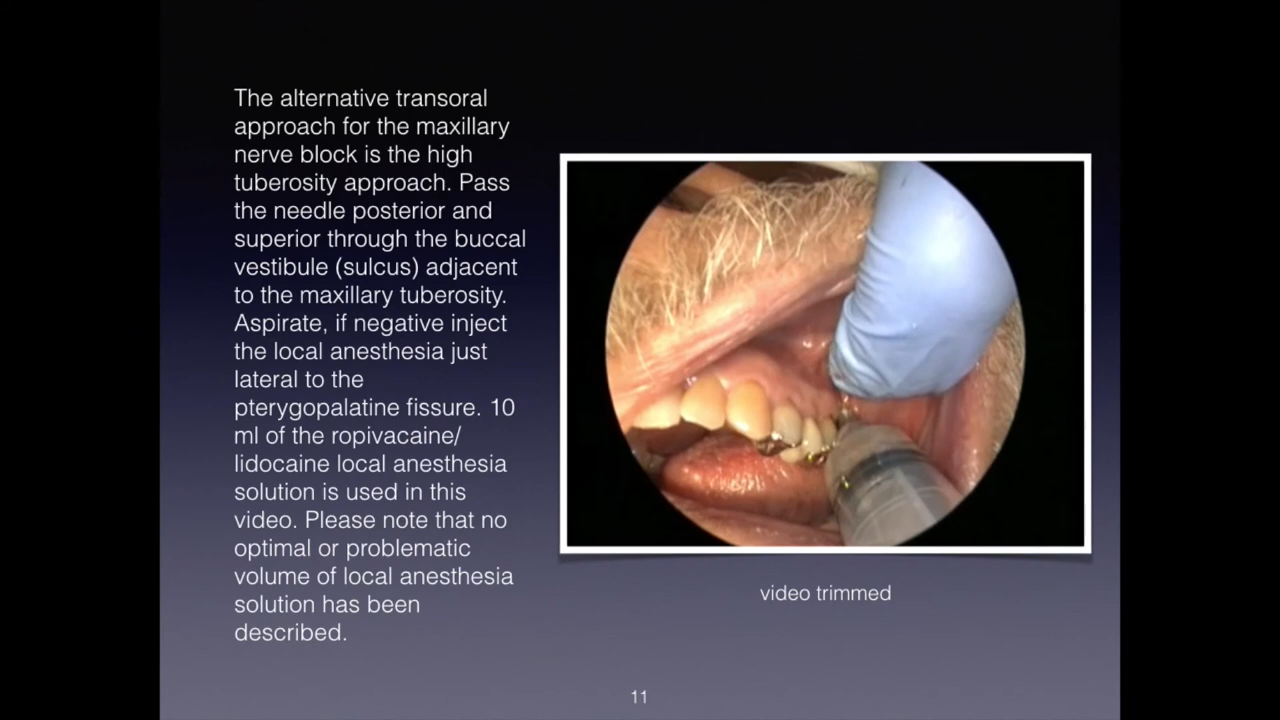 The alternative transoral
approach for the maxillary
nerve block is the high
tuberosity approach. Pass
the needle posterior and
superior through the buccal
vestibule (sulcus) adjacent
to the maxillary tuberosity.
Aspirate, if negative inject
the local anesthesia just
lateral to the
pterygopalatine fissure. 10
ml of the ropivacaine/
lidocaine local anesthesia
solution is used in this
video. Please note that no
optimal or problematic
volume of local anesthesia
solution has been
described.
video trimmed
11